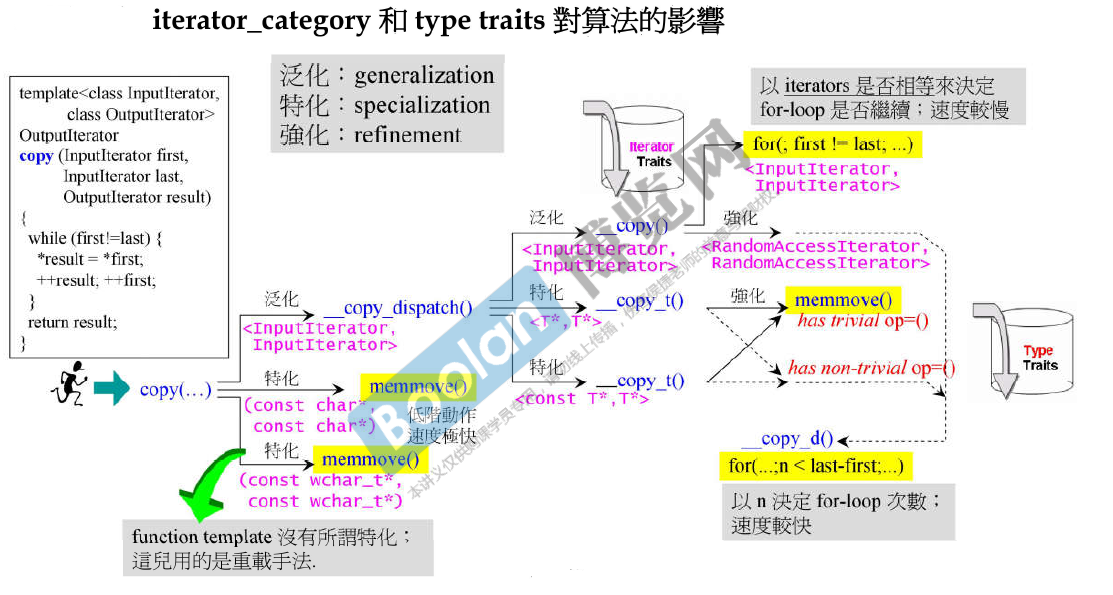 iterator_category 和 type traits 對算法的影響
template<class InputIterator,
class OutputIterator>
OutputIterator
copy (InputIterator first,
InputIterator last,
OutputIterator result)
{
while (first!=last) {
*result = *first;
++result; ++first;
}
return result;
}
泛化：generalization
特化：specialization
強化：refinement
Iterator
Traits
以 iterators 是否相等來決定
for-loop 是否繼續；速度較慢
for(; first != last; ...)
<InputIterator,
InputIterator>
copy(…)
泛化
__copy_dispatch()
<InputIterator,
InputIterator>
特化
memmove()
(const char*,
const char*)
低階動作
速度極快
特化
memmove()
(const wchar_t*,
const wchar_t*)
function template 沒有所謂特化；
這兒用的是重載手法.
泛化
__copy()
<InputIterator,
InputIterator>
強化
<RandomAccessIterator,
RandomAccessIterator>
特化
__copy_t()
<T*,T*>
強化
memmove()
has trivial op=()
特化
__copy_t()
<const T*,T*>
has non-trivial op=()
Type
Traits
__copy_d()
for(...;n < last-first;...)
以 n 決定 for-loop 次數；
速度較快
Boolan
博览网